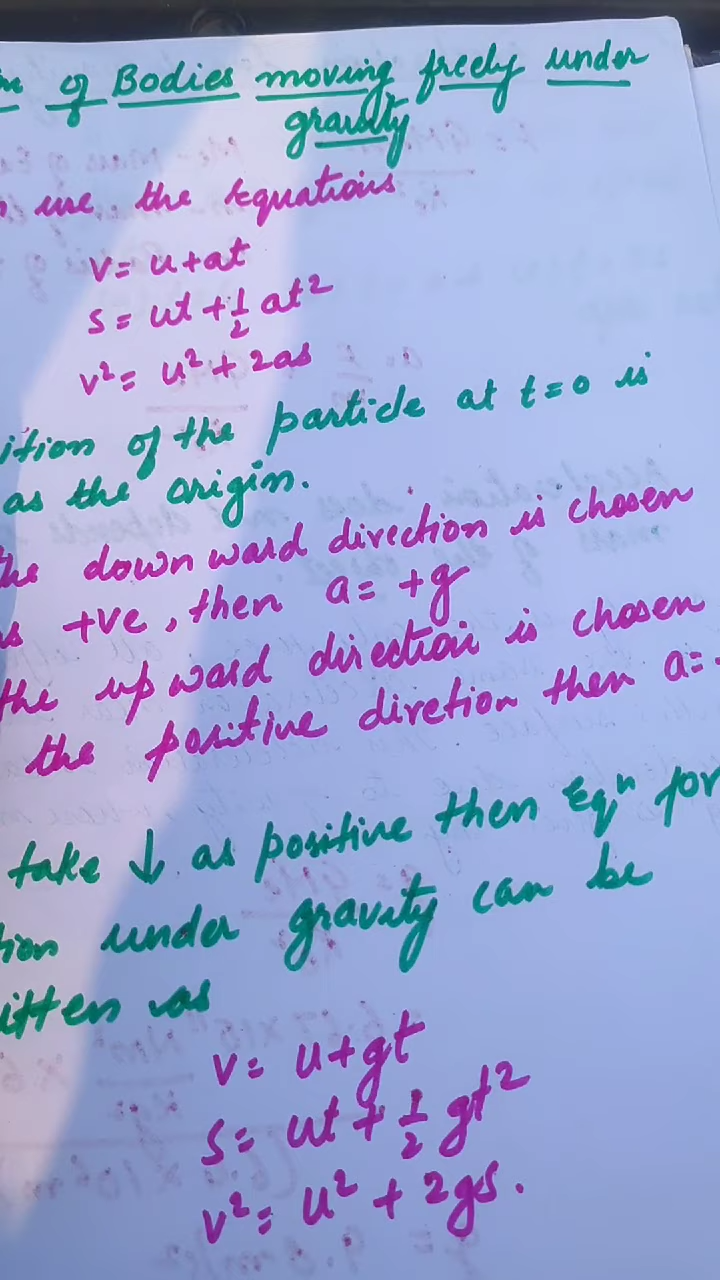 of Bodies moving freely under
gravity
use the Equations
v = u+at
s = ut + 1/2 at²
v² = u² + 2as
ition of the particle at t=0 is
as the origin.
the downward direction is chosen
+ve, then a= +g
the upward direction is chosen
the positive diretion then a=-
take ↓ as positive then Eqⁿ for
tion under gravity can be
itten as
v= u+gt
s= ut + 1/2 gt²
v²= u² + 2gs.